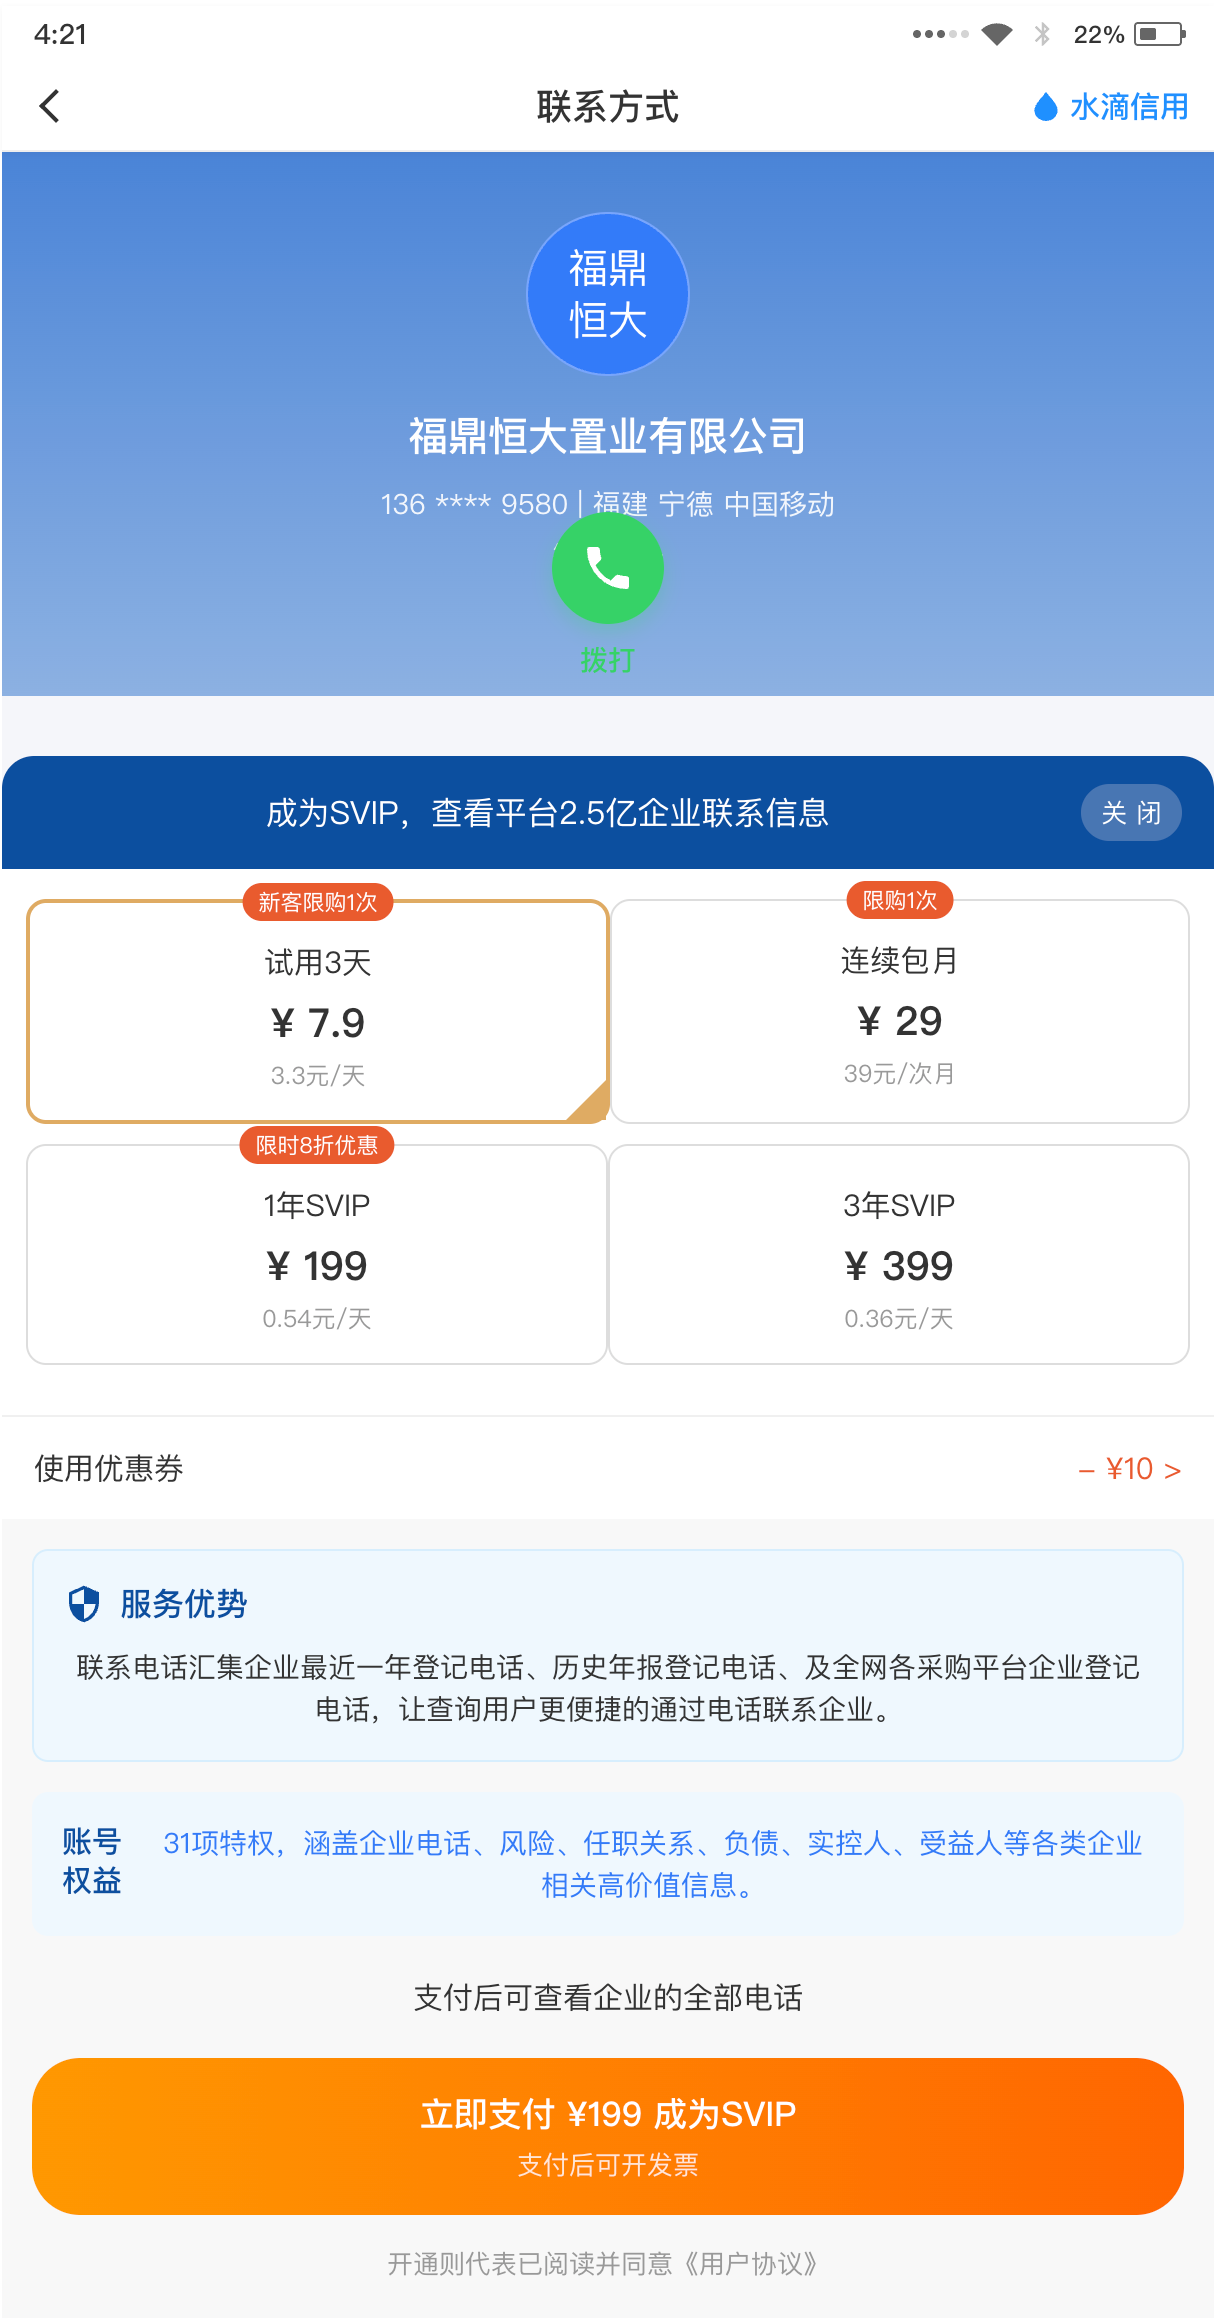 4:21
22%
联系方式
水滴信用
福鼎
恒大
福鼎恒大置业有限公司
136 **** 9580 | 福建 宁德 中国移动
拨打
成为SVIP，查看平台2.5亿企业联系信息
关 闭
新客限购1次
试用3天
¥ 7.9
3.3元/天
限购1次
连续包月
¥ 29
39元/次月
限时8折优惠
1年SVIP
¥ 199
0.54元/天
3年SVIP
¥ 399
0.36元/天
使用优惠券
– ¥10 >
服务优势
联系电话汇集企业最近一年登记电话、历史年报登记电话、及全网各采购平台企业登记
电话，让查询用户更便捷的通过电话联系企业。
账号
权益
31项特权，涵盖企业电话、风险、任职关系、负债、实控人、受益人等各类企业
相关高价值信息。
支付后可查看企业的全部电话
立即支付 ¥199 成为SVIP
支付后可开发票
开通则代表已阅读并同意《用户协议》